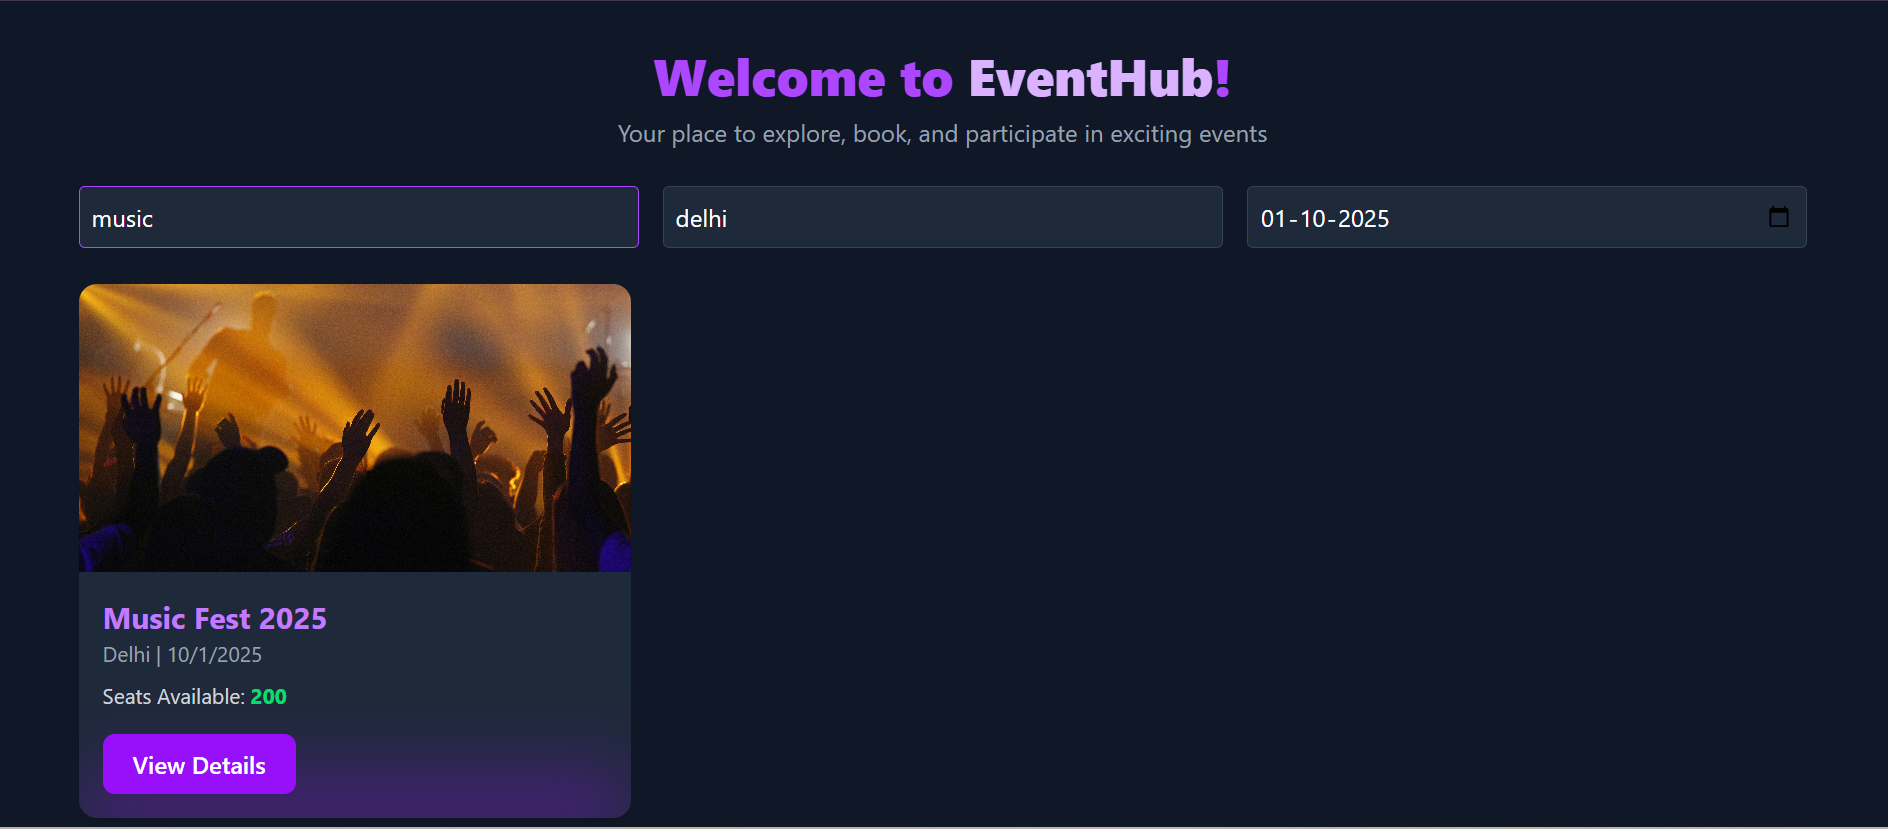 Welcome to EventHub!
Your place to explore, book, and participate in exciting events
music
delhi
01-10-2025
Music Fest 2025
Delhi | 10/1/2025
Seats Available: 200
View Details